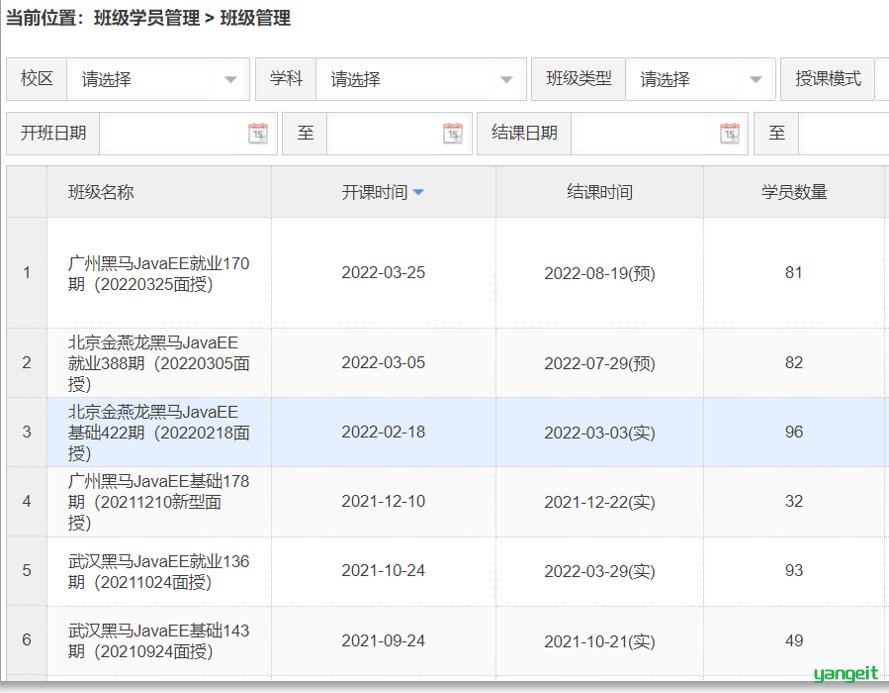 当前位置：班级学员管理 > 班级管理
校区 请选择 学科 请选择 班级类型 请选择 授课模式
开班日期 15 至 15 结课日期 15 至
班级名称 开课时间 结课时间 学员数量
1 广州黑马JavaEE就业170 2022-03-25 2022-08-19(预) 81
期（20220325面授）
2 北京金燕龙黑马JavaEE 2022-03-05 2022-07-29(预) 82
就业388期（20220305面
授）
3 北京金燕龙黑马JavaEE 2022-02-18 2022-03-03(实) 96
基础422期（20220218面
授）
4 广州黑马JavaEE基础178 2021-12-10 2021-12-22(实) 32
期（20211210新型面
授）
5 武汉黑马JavaEE就业136 2021-10-24 2022-03-29(实) 93
期（20211024面授）
6 武汉黑马JavaEE基础143 2021-09-24 2021-10-21(实) 49
期（20210924面授）
yangeit